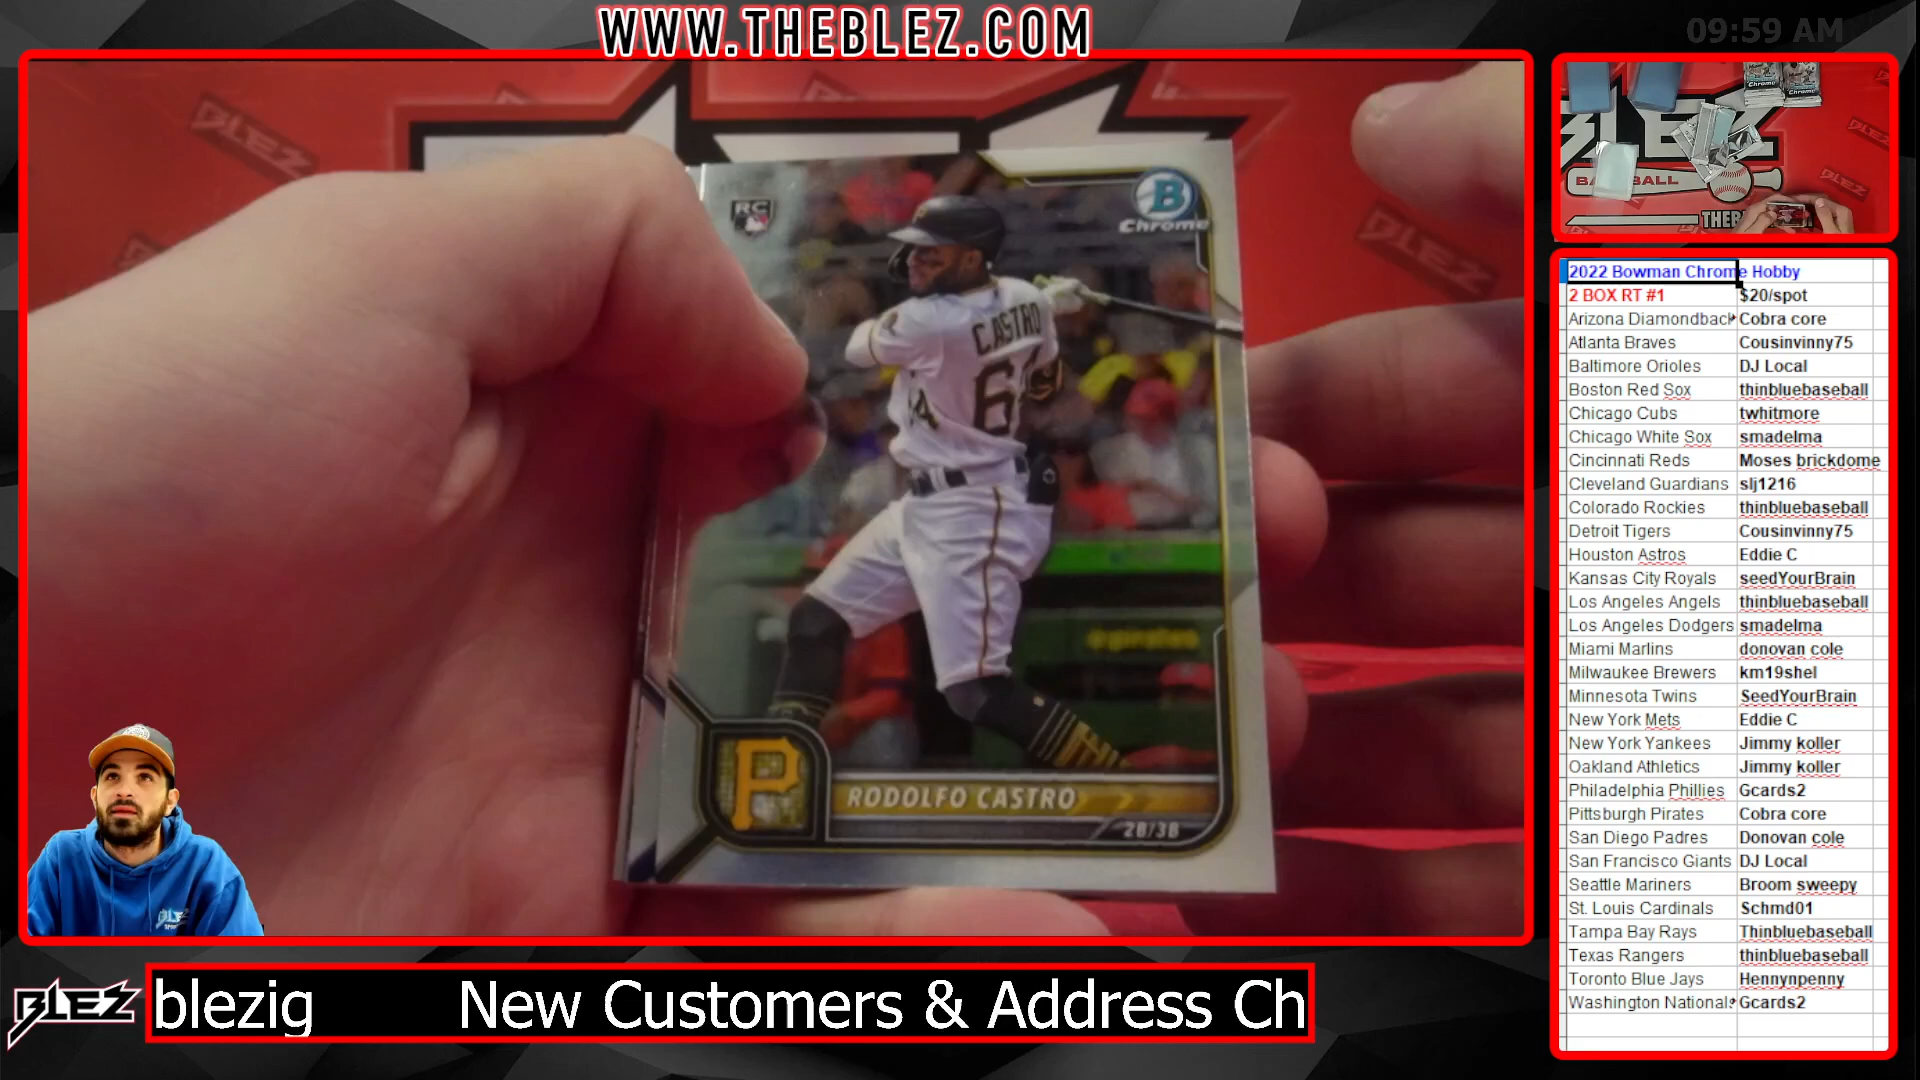 WWW.THEBLEZ.COM
09:59 AM
BLEZ
RC
B
Chrome
CASTRO
64
@pirates
P
RODOLFO CASTRO
28/38
BLEZ
THEB
2022 Bowman Chrome Hobby
2 BOX RT #1 $20/spot
Arizona Diamondback Cobra core
Atlanta Braves Cousinvinny75
Baltimore Orioles DJ Local
Boston Red Sox thinbluebaseball
Chicago Cubs twhitmore
Chicago White Sox smadelma
Cincinnati Reds Moses brickdome
Cleveland Guardians slj1216
Colorado Rockies thinbluebaseball
Detroit Tigers Cousinvinny75
Houston Astros Eddie C
Kansas City Royals seedYourBrain
Los Angeles Angels thinbluebaseball
Los Angeles Dodgers smadelma
Miami Marlins donovan cole
Milwaukee Brewers km19shel
Minnesota Twins SeedYourBrain
New York Mets Eddie C
New York Yankees Jimmy koller
Oakland Athletics Jimmy koller
Philadelphia Phillies Gcards2
Pittsburgh Pirates Cobra core
San Diego Padres Donovan cole
San Francisco Giants DJ Local
Seattle Mariners Broom sweepy
St. Louis Cardinals Schmd01
Tampa Bay Rays Thinbluebaseball
Texas Rangers thinbluebaseball
Toronto Blue Jays Hennynpenny
Washington Nationals Gcards2
BLEZ
blezig New Customers & Address Ch